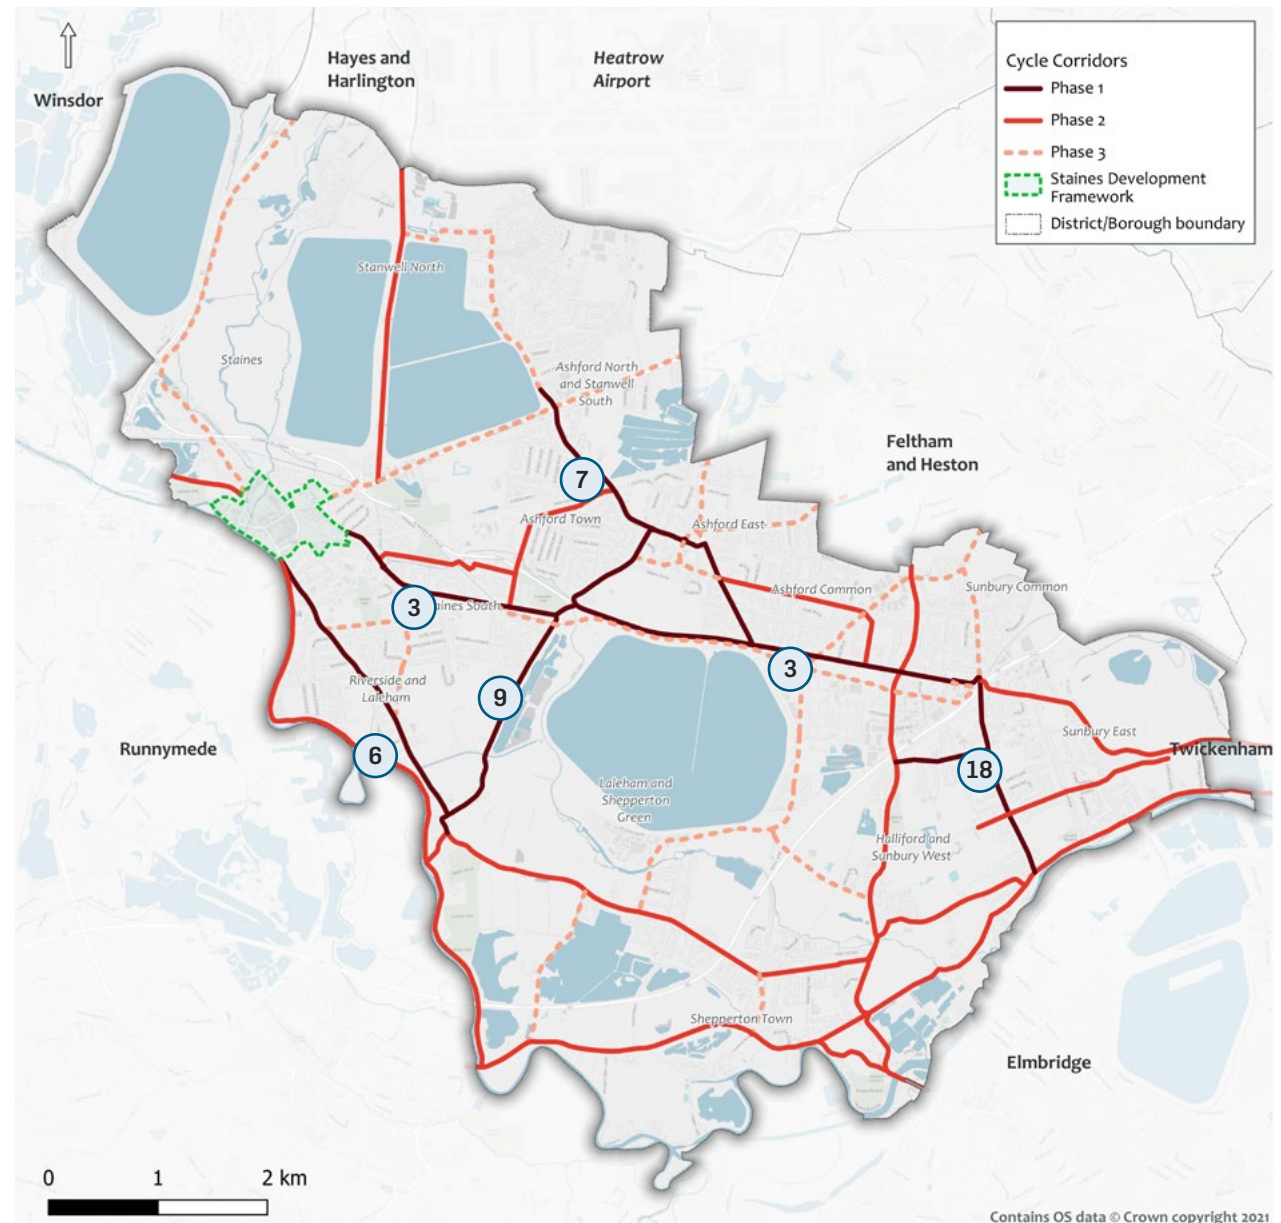 Hayes and
Harlington
Heatrow
Airport
Winsdor
Cycle Corridors
Phase 1
Phase 2
Phase 3
Staines Development
Framework
District/Borough boundary
Stanwell North
Staines
Ashford North
and Stanwell
South
Feltham
and Heston
7
Ashford Town
Ashford East
Ashford Common
Sunbury Common
3
aines South
3
Riverside and
Laleham
9
6
Runnymede
Sunbury East
Twickenham
18
Laleham and
Shepperton
Green
Halliford and
Sunbury West
Shepperton Town
Elmbridge
0 1 2 km
Contains OS data © Crown copyright 2021